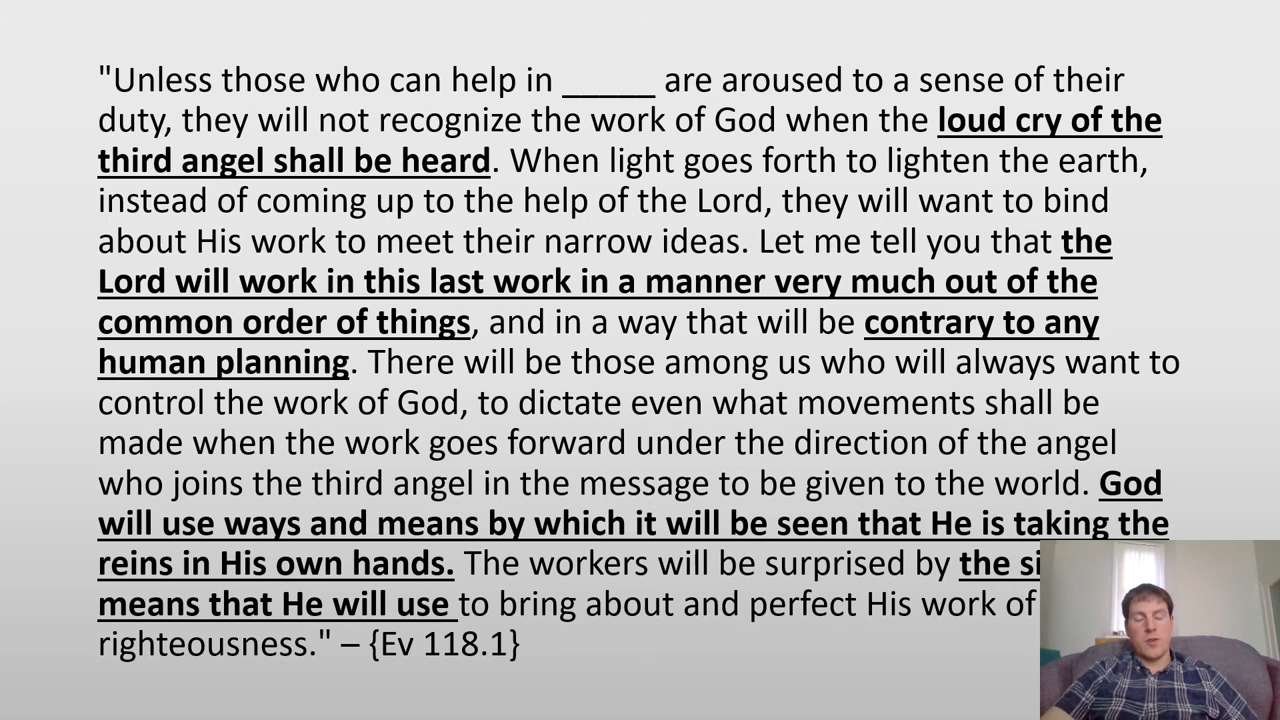 "Unless those who can help in _____ are aroused to a sense of their
duty, they will not recognize the work of God when the loud cry of the
third angel shall be heard. When light goes forth to lighten the earth,
instead of coming up to the help of the Lord, they will want to bind
about His work to meet their narrow ideas. Let me tell you that the
Lord will work in this last work in a manner very much out of the
common order of things, and in a way that will be contrary to any
human planning. There will be those among us who will always want to
control the work of God, to dictate even what movements shall be
made when the work goes forward under the direction of the angel
who joins the third angel in the message to be given to the world. God
will use ways and means by which it will be seen that He is taking the
reins in His own hands. The workers will be surprised by the
means that He will use to bring about and perfect His work of
righteousness." – {Ev 118.1}